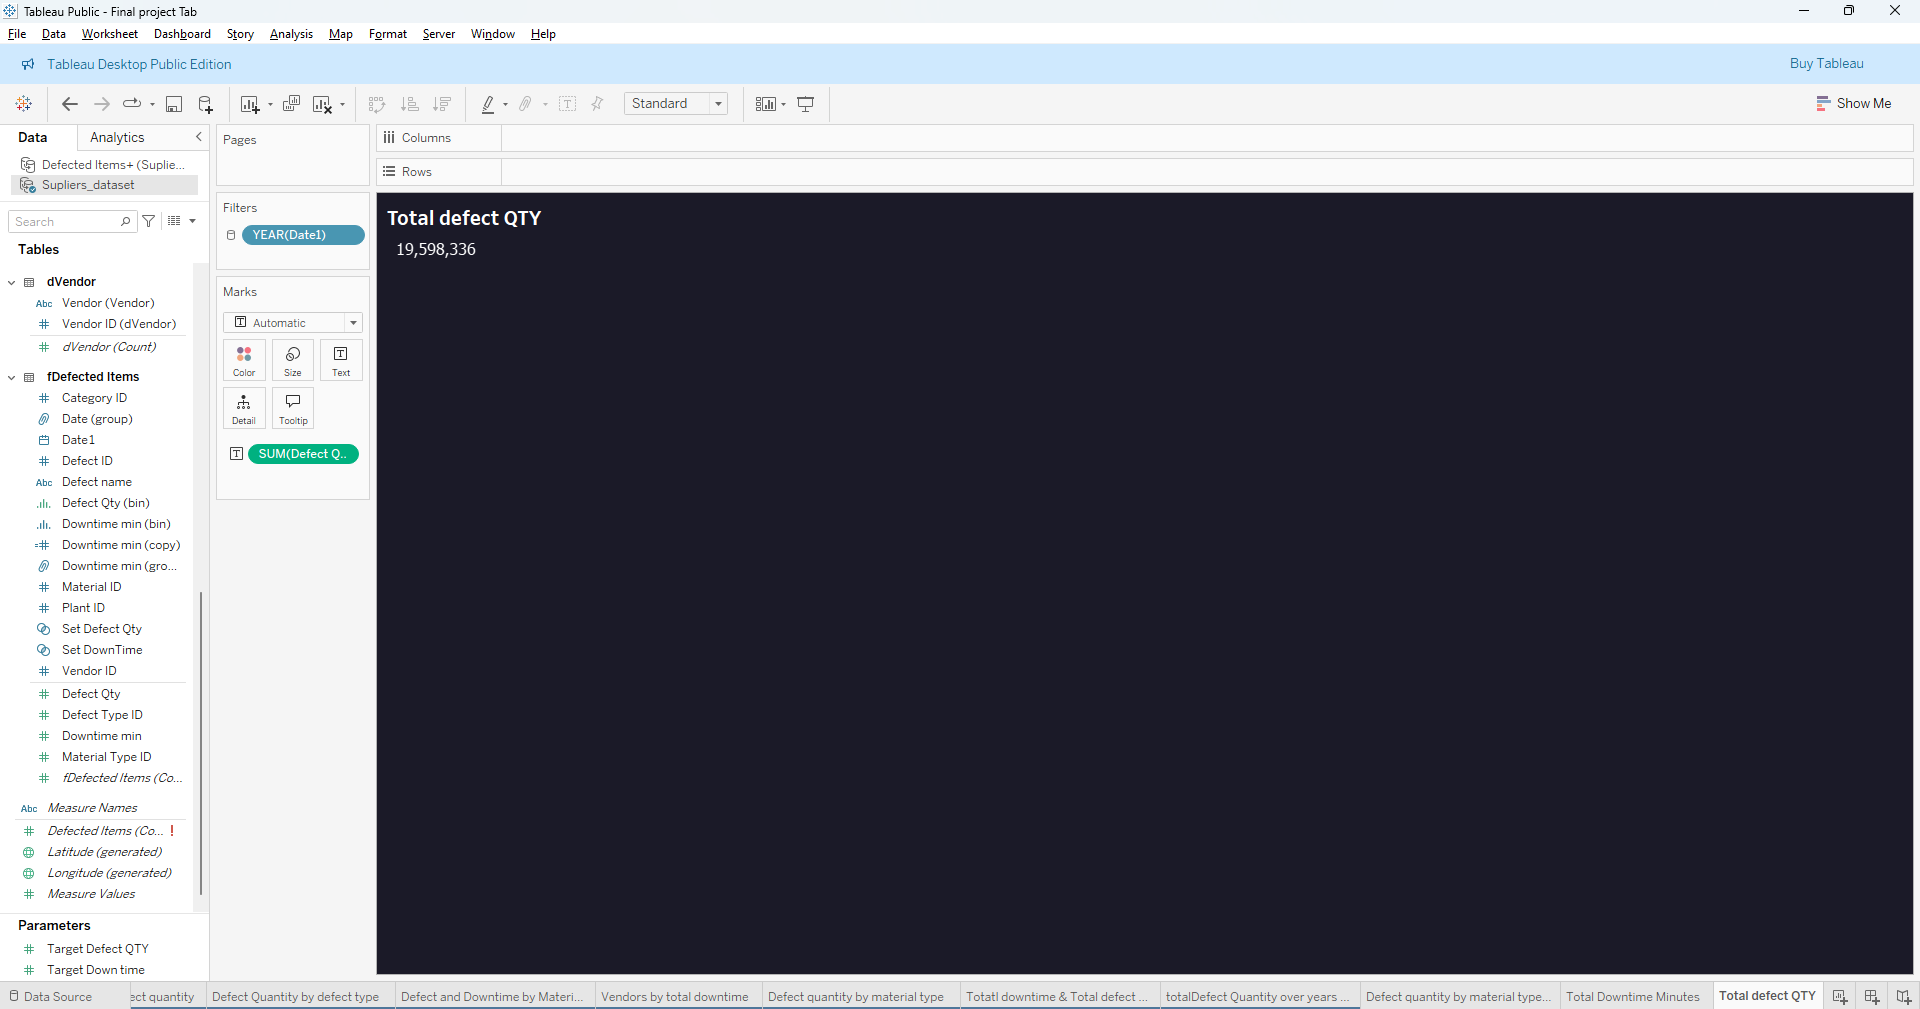 Tableau Public - Final project Tab
File Data Worksheet Dashboard Story Analysis Map Format Server Window Help
Tableau Desktop Public Edition
Buy Tableau
Standard
Show Me
Data
Analytics
Defected Items+ (Suplie...
Supliers_dataset
Search
Tables
dVendor
Abc Vendor (Vendor)
Vendor ID (dVendor)
dVendor (Count)
fDefected Items
Category ID
Date (group)
Date1
Defect ID
Abc Defect name
Defect Qty (bin)
Downtime min (bin)
=# Downtime min (copy)
Downtime min (gro...
Material ID
Plant ID
Set Defect Qty
Set DownTime
Vendor ID
Defect Qty
Defect Type ID
Downtime min
Material Type ID
fDefected Items (Co...
Abc Measure Names
Defected Items (Co... !
Latitude (generated)
Longitude (generated)
Measure Values
Parameters
Target Defect QTY
Target Down time
Pages
Filters
YEAR(Date1)
Marks
Automatic
Color Size Text
Detail Tooltip
SUM(Defect Q..
Columns
Rows
Total defect QTY
19,598,336
Data Source
ect quantity
Defect Quantity by defect type
Defect and Downtime by Materi...
Vendors by total downtime
Defect quantity by material type
Totatl downtime & Total defect ...
totalDefect Quantity over years ...
Defect quantity by material type...
Total Downtime Minutes
Total defect QTY